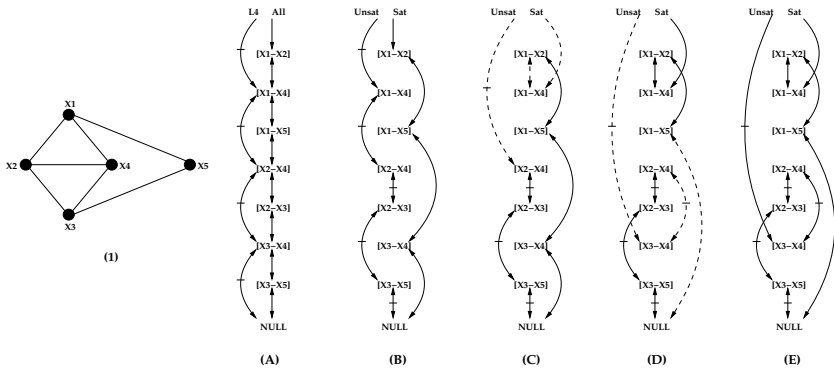 X1
X2
X4
X5
X3
(1)
L4 All
[X1–X2]
[X1–X4]
[X1–X5]
[X2–X4]
[X2–X3]
[X3–X4]
[X3–X5]
NULL
(A)
Unsat Sat
[X1–X2]
[X1–X4]
[X1–X5]
[X2–X4]
[X2–X3]
[X3–X4]
[X3–X5]
NULL
(B)
Unsat Sat
[X1–X2]
[X1–X4]
[X1–X5]
[X2–X4]
[X2–X3]
[X3–X4]
[X3–X5]
NULL
(C)
Unsat Sat
[X1–X2]
[X1–X4]
[X1–X5]
[X2–X4]
[X2–X3]
[X3–X4]
[X3–X5]
NULL
(D)
Unsat Sat
[X1–X2]
[X1–X4]
[X1–X5]
[X2–X4]
[X2–X3]
[X3–X4]
[X3–X5]
NULL
(E)